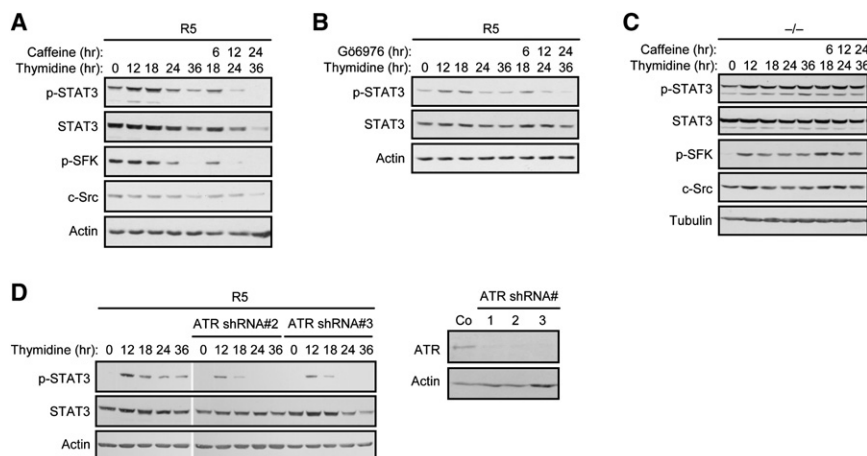 A
R5
Caffeine (hr): 6 12 24
Thymidine (hr): 0 12 18 24 36 18 24 36
p-STAT3
STAT3
p-SFK
c-Src
Actin
B
R5
Gö6976 (hr): 6 12 24
Thymidine (hr): 0 12 18 24 36 18 24 36
p-STAT3
STAT3
Actin
C
–/–
Caffeine (hr): 6 12 24
Thymidine (hr): 0 12 18 24 36 18 24 36
p-STAT3
STAT3
p-SFK
c-Src
Tubulin
D
R5
ATR shRNA#2 ATR shRNA#3
Thymidine (hr): 0 12 18 24 36 0 12 18 24 36 0 12 18 24 36
p-STAT3
STAT3
Actin
ATR shRNA#
Co 1 2 3
ATR
Actin